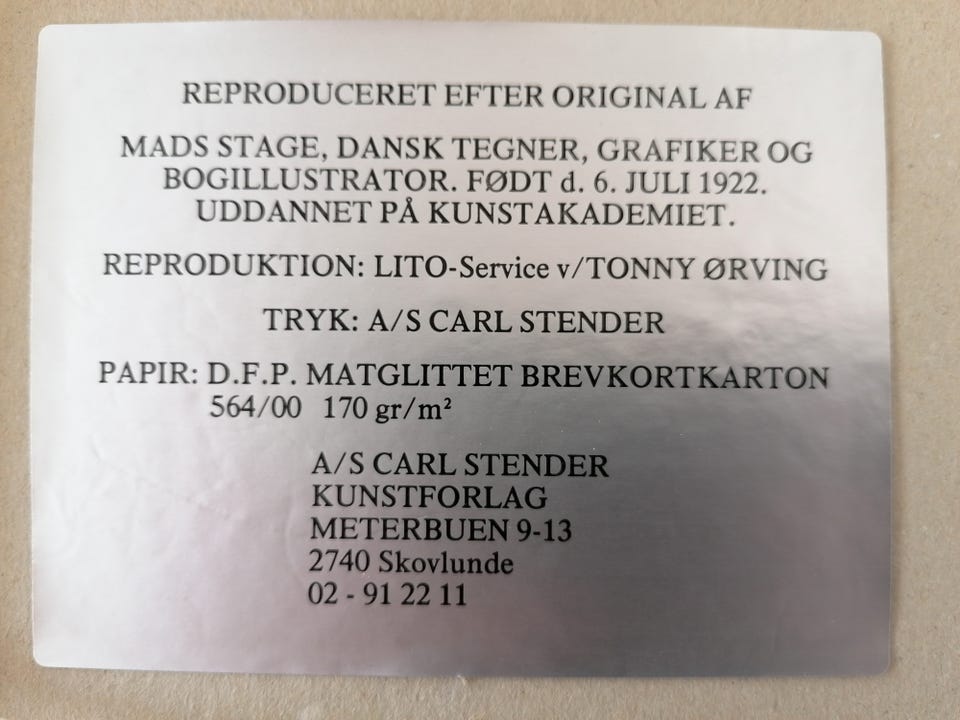 REPRODUCERET EFTER ORIGINAL AF
MADS STAGE, DANSK TEGNER, GRAFIKER OG
BOGILLUSTRATOR. FØDT d. 6. JULI 1922.
UDDANNET PÅ KUNSTAKADEMIET.
REPRODUKTION: LITO-Service v/TONNY ØRVING
TRYK: A/S CARL STENDER
PAPIR: D.F.P. MATGLITTET BREVKORTKARTON
564/00 170 gr/m²
A/S CARL STENDER
KUNSTFORLAG
METERBUEN 9-13
2740 Skovlunde
02 - 91 22 11